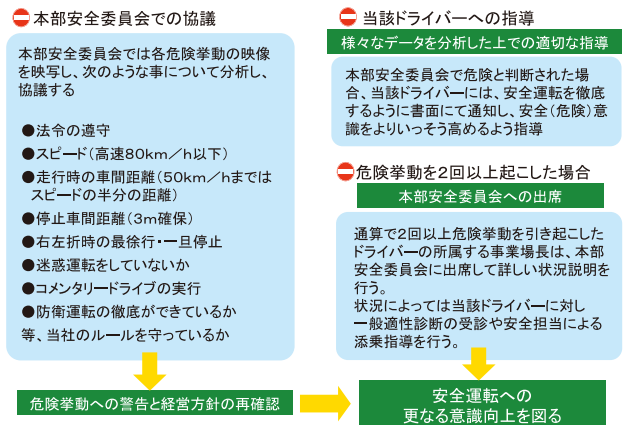 本部安全委員会での協議
本部安全委員会では各危険挙動の映像
を映写し、次のような事について分析し、
協議する
●法令の遵守
●スピード(高速80km/h以下)
●走行時の車間距離(50km/hまでは
スピードの半分の距離)
●停止車間距離(3m確保)
●右左折時の最徐行・一旦停止
●迷惑運転をしていないか
●コメンタリードライブの実行
●防衛運転の徹底ができているか
等、当社のルールを守っているか
危険挙動への警告と経営方針の再確認
当該ドライバーへの指導
様々なデータを分析した上での適切な指導
本部安全委員会で危険と判断された場
合、当該ドライバーには、安全運転を徹底
するように書面にて通知し、安全(危険)意
識をよりいっそう高めるよう指導
危険挙動を2回以上起こした場合
本部安全委員会への出席
通算で2回以上危険挙動を引き起こした
ドライバーの所属する事業場長は、本部
安全委員会に出席して詳しい状況説明を
行う。
状況によっては当該ドライバーに対し
一般適性診断の受診や安全担当による
添乗指導を行う。
安全運転への
更なる意識向上を図る